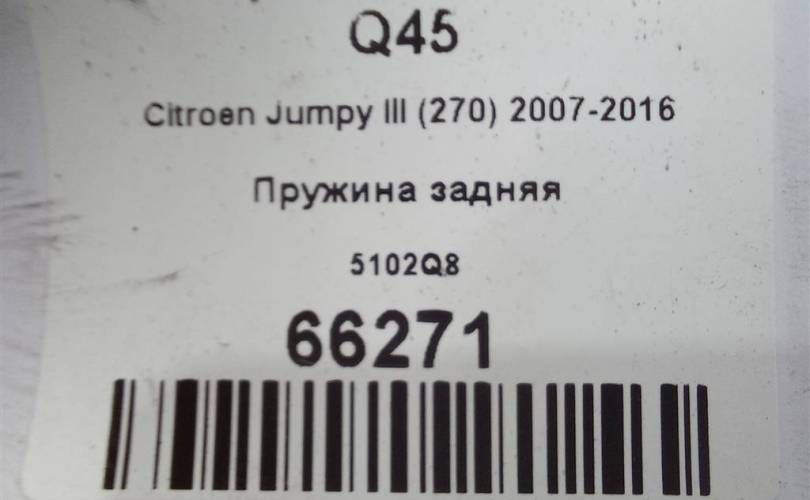 Q45
Citroen Jumpy III (270) 2007-2016
Пружина задняя
5102Q8
66271